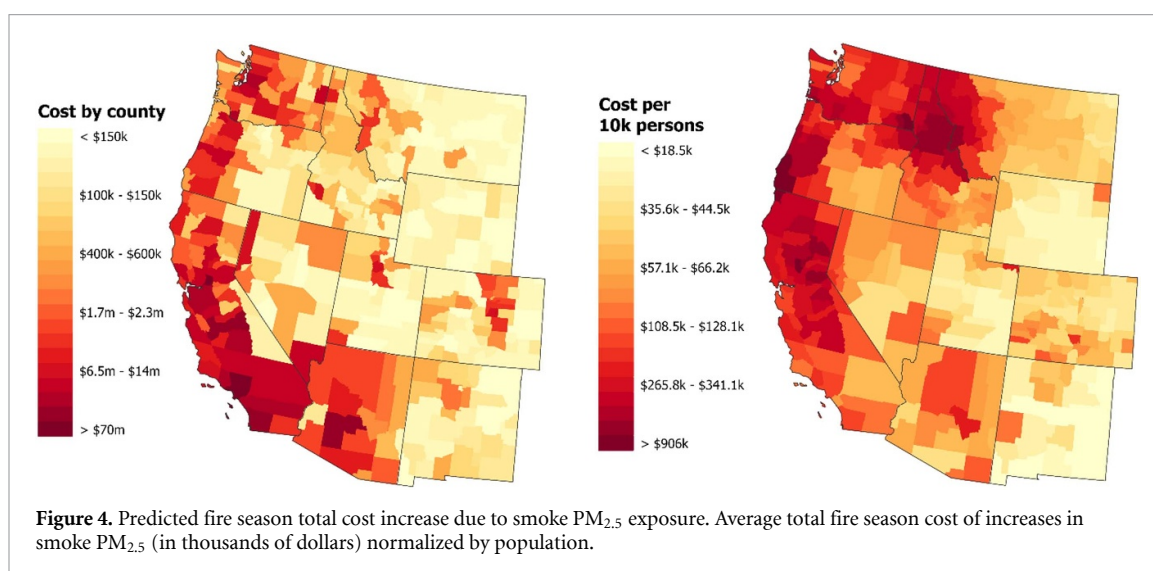 Cost by county
< $150k
$100k - $150k
$400k - $600k
$1.7m - $2.3m
$6.5m - $14m
> $70m
Cost per
10k persons
< $18.5k
$35.6k - $44.5k
$57.1k - $66.2k
$108.5k - $128.1k
$265.8k - $341.1k
> $906k
Figure 4. Predicted fire season total cost increase due to smoke PM2.5 exposure. Average total fire season cost of increases in
smoke PM2.5 (in thousands of dollars) normalized by population.